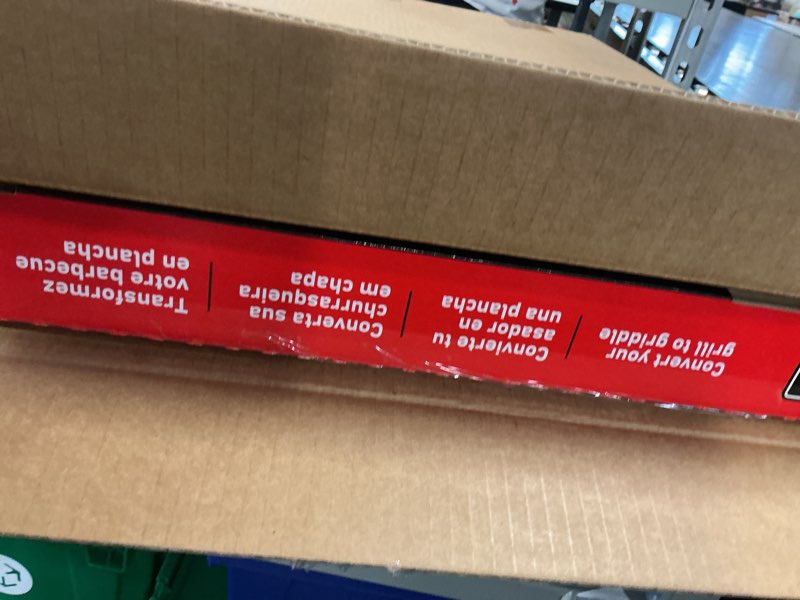 Convert your
grill to griddle
Convierte tu
asador en
una plancha
Converta sua
churrasqueira
em chapa
Transformez
votre barbecue
en plancha